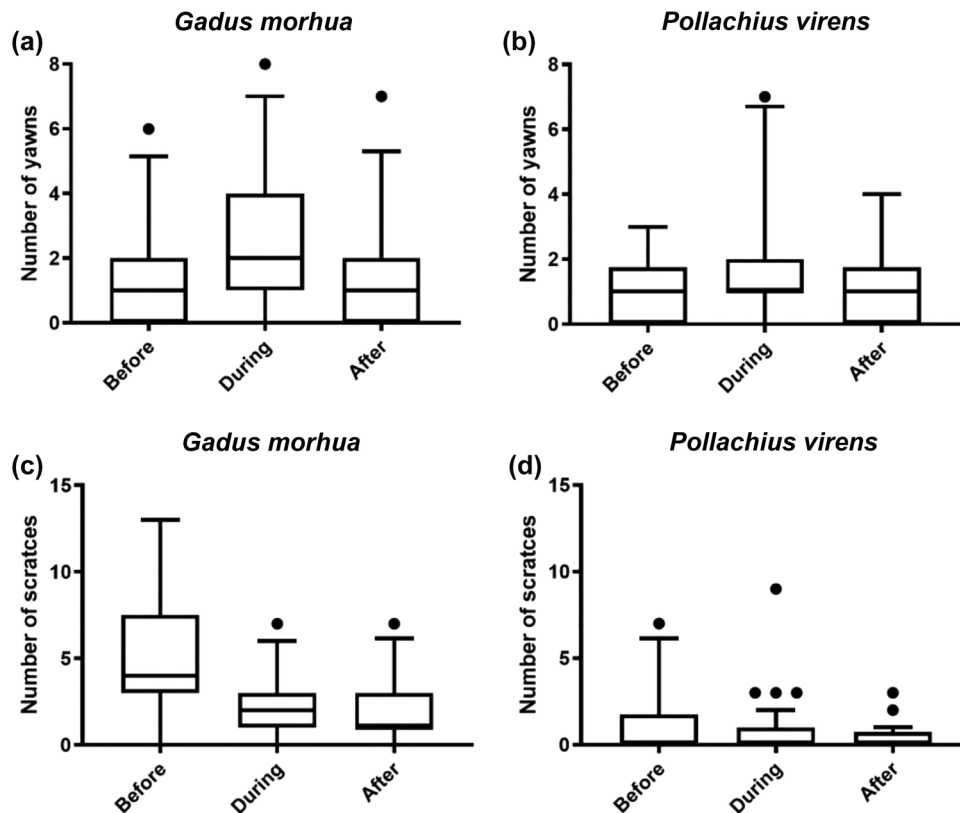 Gadus morhua
(a)
Number of yawns
8
6
4
2
0
Before
During
After
Pollachius virens
(b)
Number of yawns
8
6
4
2
0
Before
During
After
Gadus morhua
(c)
Number of scratces
15
10
5
0
Before
During
After
Pollachius virens
(d)
Number of scratces
15
10
5
0
Before
During
After